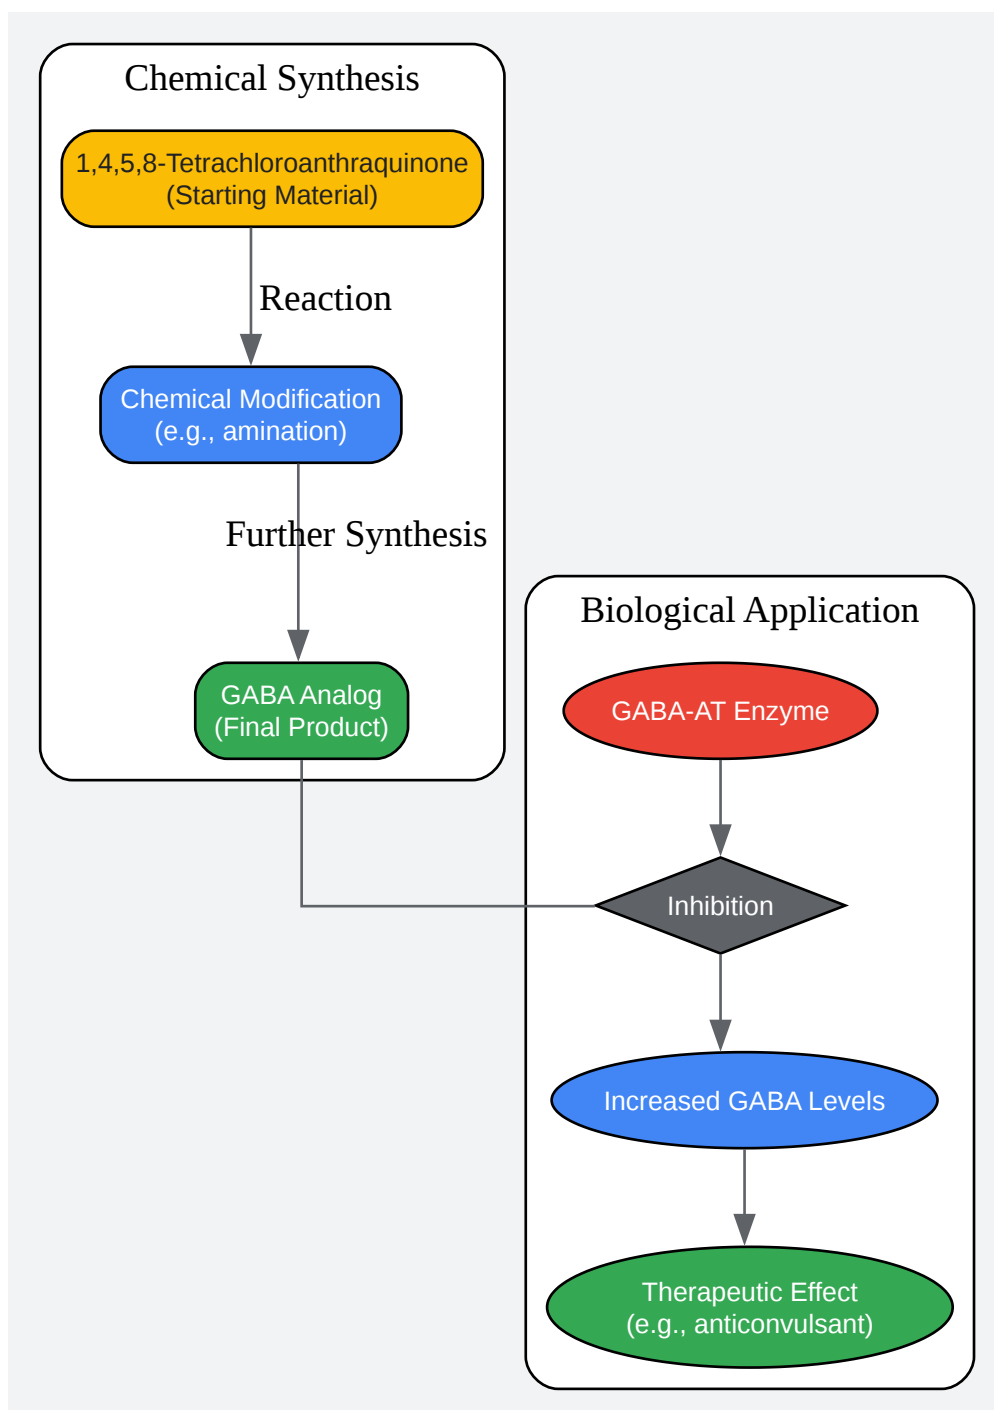 Chemical Synthesis
1,4,5,8-Tetrachloroanthraquinone
(Starting Material)
Reaction
Chemical Modification
(e.g., amination)
Further Synthesis
GABA Analog
(Final Product)
Biological Application
GABA-AT Enzyme
Inhibition
Increased GABA Levels
Therapeutic Effect
(e.g., anticonvulsant)